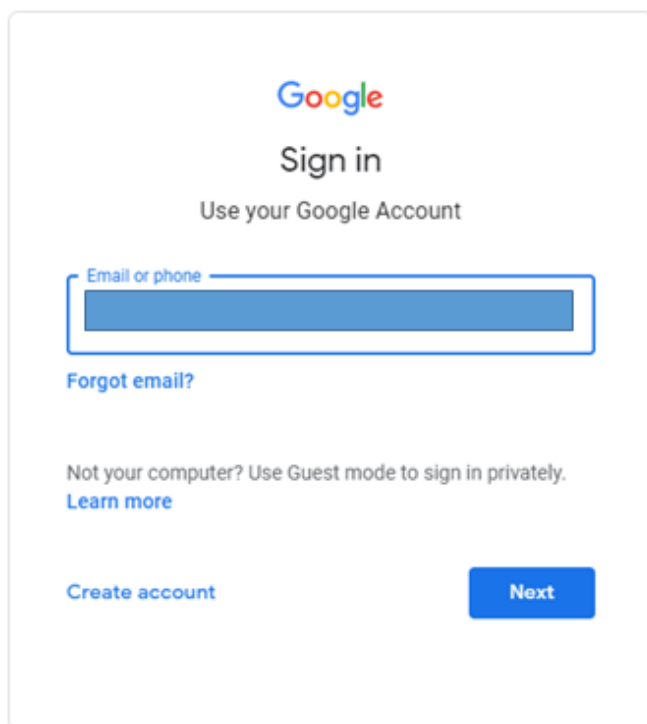 Google
Sign in
Use your Google Account
Email or phone
Forgot email?
Not your computer? Use Guest mode to sign in privately.
Learn more
Create account
Next